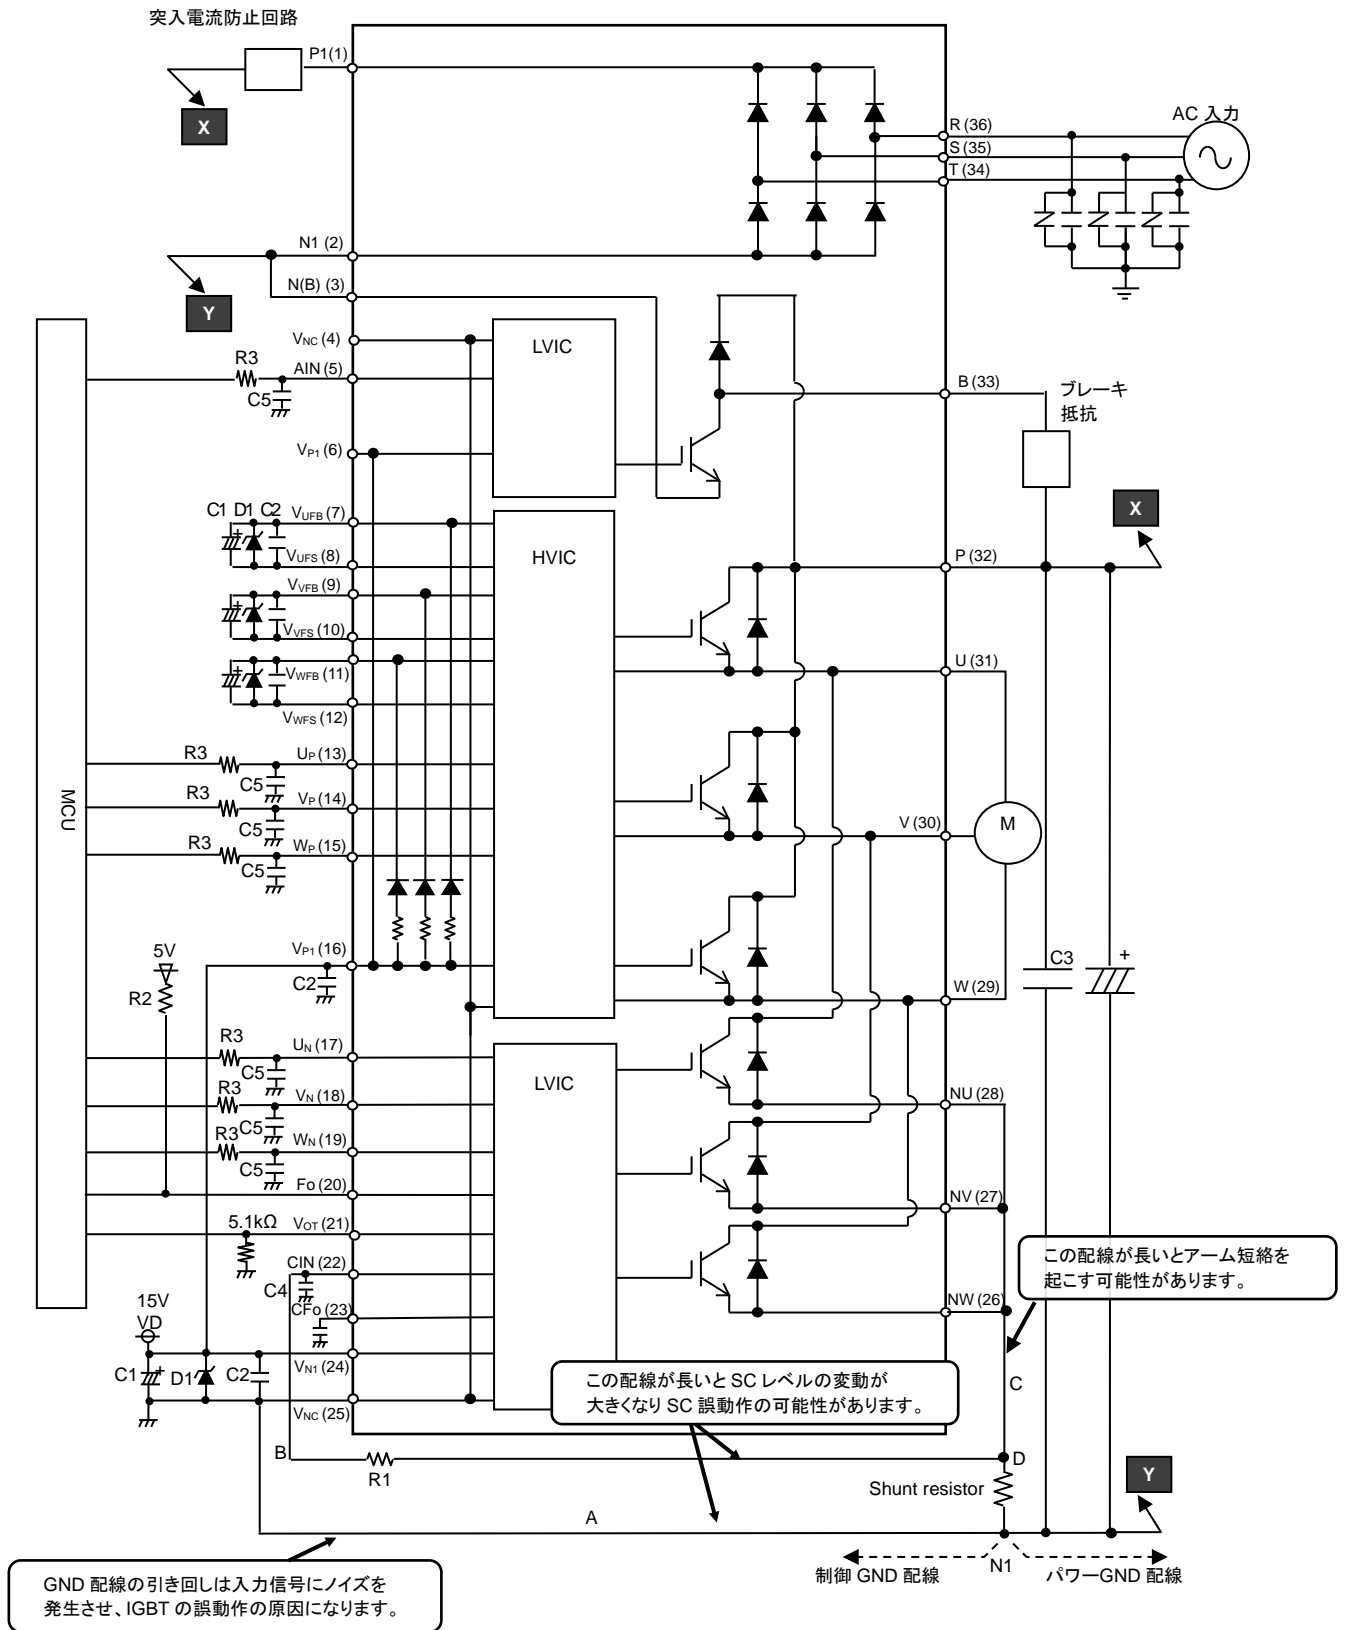 突入電流防止回路
P1(1)
X
R (36)
S (35)
T (34)
AC 入力
N1 (2)
N(B) (3)
Y
VNC (4)
R3
AIN (5)
C5
VP1 (6)
LVIC
B (33)
ブレーキ
抵抗
X
C1 D1 C2
VUFB (7)
VUFS (8)
VVFB (9)
VVFS (10)
VWFB (11)
VWFS (12)
HVIC
P (32)
U (31)
MCU
R3
UP (13)
C5
R3
VP (14)
C5
R3
WP (15)
C5
V (30)
M
5V
R2
VP1 (16)
C2
W (29)
C3
+
R3
UN (17)
C5
R3
VN (18)
C5
R3
WN (19)
C5
Fo (20)
5.1kΩ
VOT (21)
CIN (22)
C4
CFo (23)
LVIC
NU (28)
NV (27)
NW (26)
この配線が長いとアーム短絡を
起こす可能性があります。
15V
VD
C1
+
D1
C2
VN1 (24)
VNC (25)
この配線が長いと SC レベルの変動が
大きくなり SC 誤動作の可能性があります。
C
B
R1
D
Shunt resistor
Y
A
N1
制御 GND 配線
パワーGND 配線
GND 配線の引き回しは入力信号にノイズを
発生させ、IGBT の誤動作の原因になります。